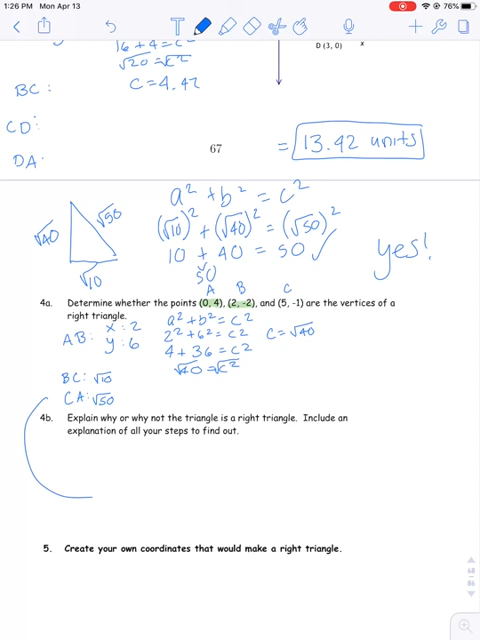 1:26 PM Mon Apr 13
76%
D (3, 0)
x
16 + 4 = c²
√20 = √c²
c = 4.47
BC:
CD:
DA:
67
= 13.42 units
a² + b² = c²
(√10)² + (√40)² = (√50)²
10 + 40 = 50 ✓
50
yes!
√40
√50
√10
A B C
4a. Determine whether the points (0, 4), (2, -2), and (5, -1) are the vertices of a
right triangle.
AB: x: 2
y: 6
a² + b² = c²
2² + 6² = c²
4 + 36 = c²
√40 = √c²
c = √40
BC: √10
CA: √50
4b. Explain why or why not the triangle is a right triangle. Include an
explanation of all your steps to find out.
5. Create your own coordinates that would make a right triangle.
68
86